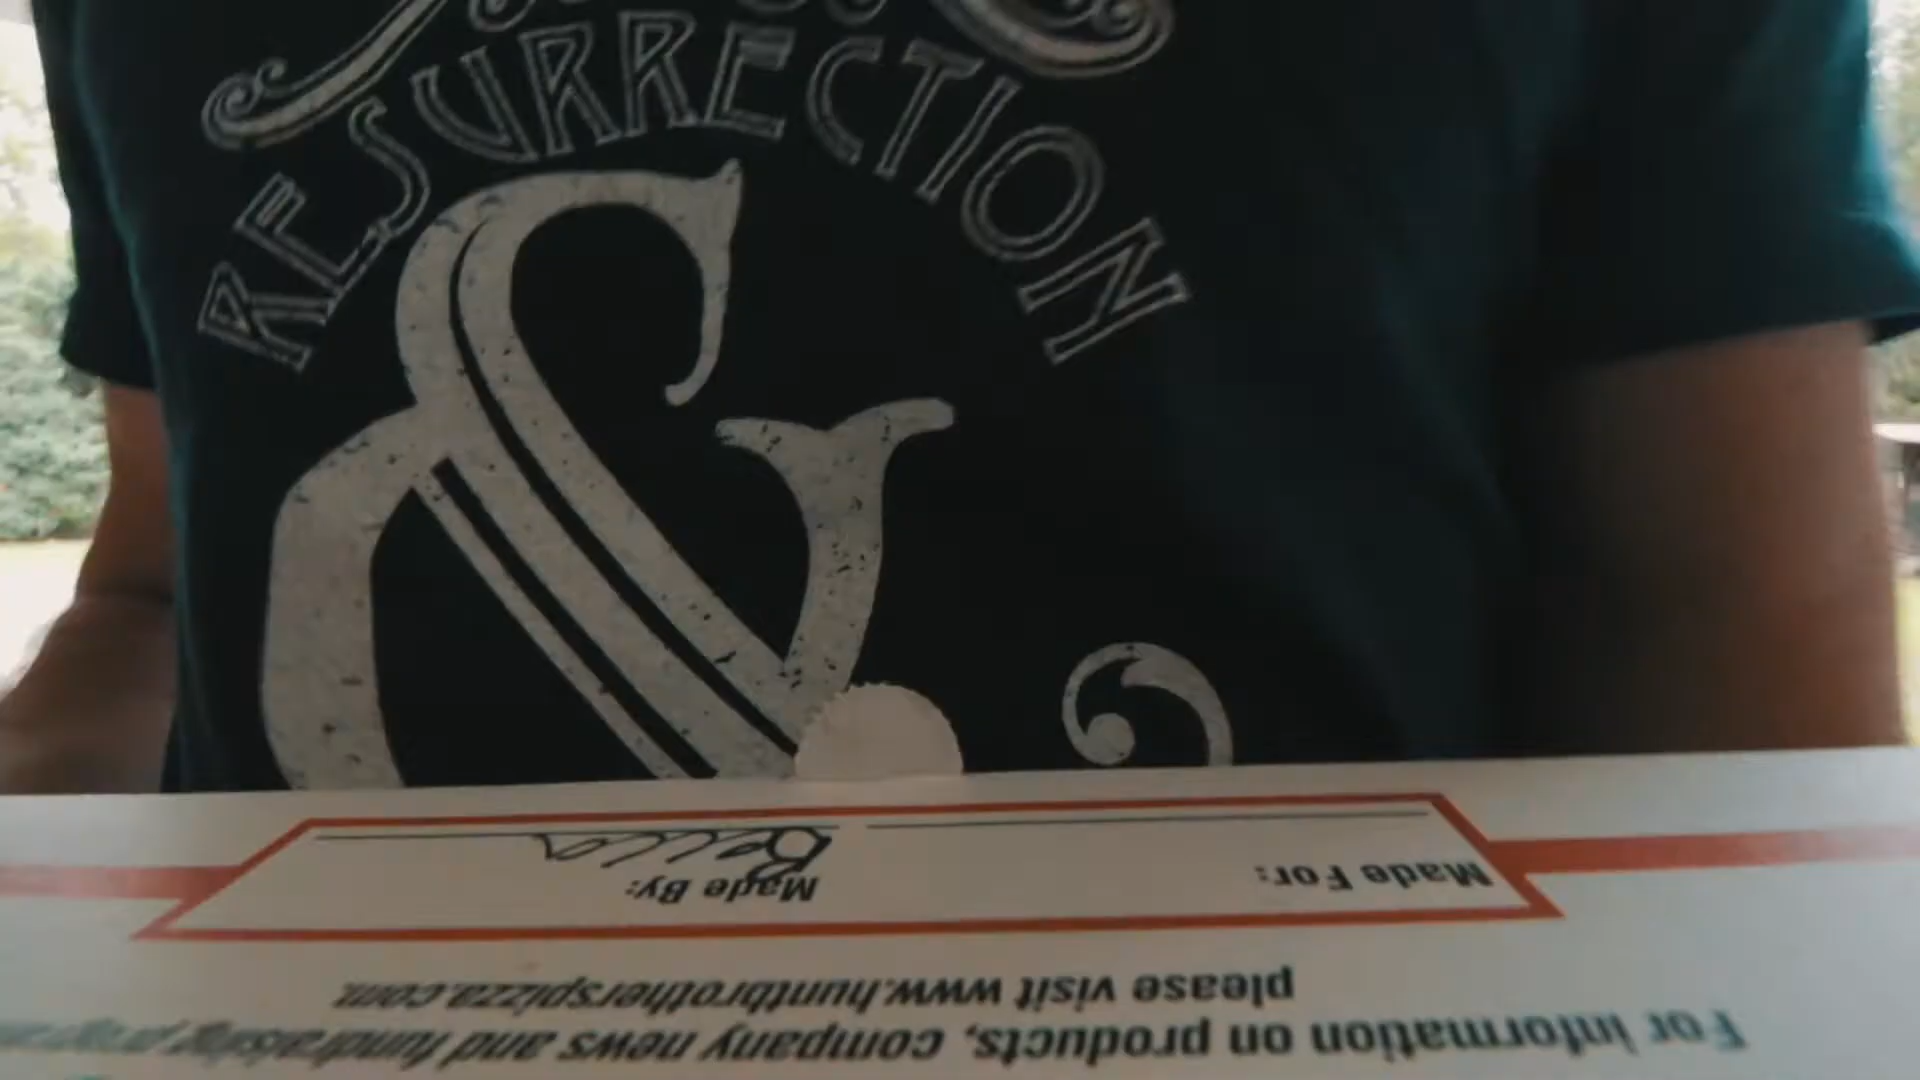 RESURRECTION
&
For information on products, company news and fundraising
please visit www.huntbrotherspizza.com.
Made For:
Made By:
Bella